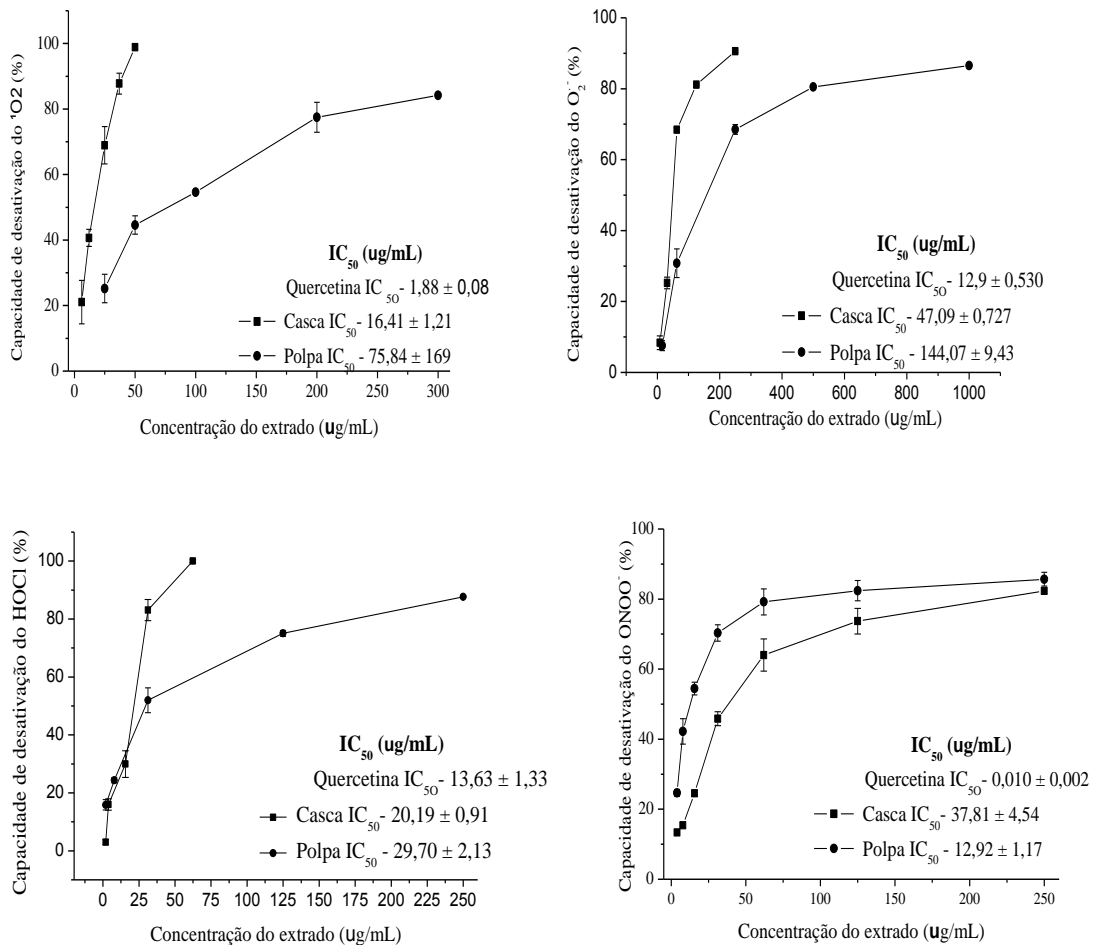 Capacidade de desativação do ¹O2 (%)
100
80
60
40
20
0
IC50 (ug/mL)
Quercetina IC50- 1,88 ± 0,08
Casca IC50- 16,41 ± 1,21
Polpa IC50 - 75,84 ± 169
0 50 100 150 200 250 300
Concentração do extrado (ug/mL)
Capacidade de desativação do O2·- (%)
100
80
60
40
20
0
IC50 (ug/mL)
Quercetina IC50- 12,9 ± 0,530
Casca IC50- 47,09 ± 0,727
Polpa IC50 - 144,07 ± 9,43
0 200 400 600 800 1000
Concentração do extrado (ug/mL)
Capacidade de desativação do HOCl (%)
100
80
60
40
20
0
IC50 (ug/mL)
Quercetina IC50- 13,63 ± 1,33
Casca IC50- 20,19 ± 0,91
Polpa IC50 - 29,70 ± 2,13
0 25 50 75 100 125 150 175 200 225 250
Concentração do extrado (ug/mL)
Capacidade de desativação do ONOO- (%)
100
80
60
40
20
0
IC50 (ug/mL)
Quercetina IC50- 0,010 ± 0,002
Casca IC50- 37,81 ± 4,54
Polpa IC50 - 12,92 ± 1,17
0 50 100 150 200 250
Concentração do extrado (ug/mL)